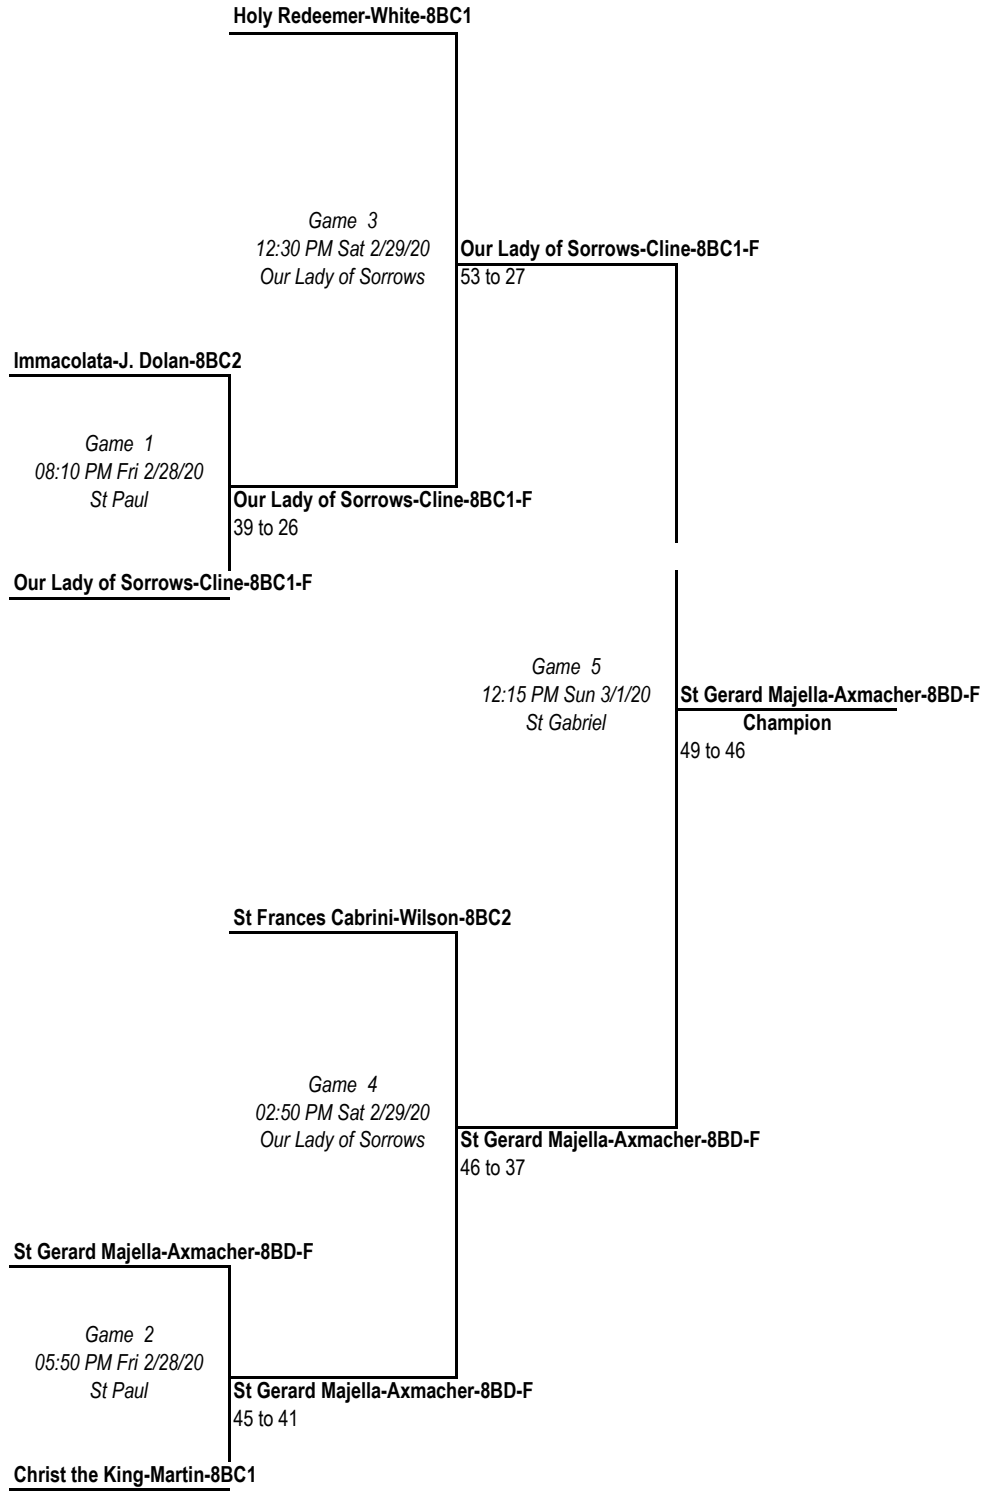 Holy Redeemer-White-8BC1
Game 3
12:30 PM Sat 2/29/20
Our Lady of Sorrows
Our Lady of Sorrows-Cline-8BC1-F
53 to 27
Immacolata-J. Dolan-8BC2
Game 1
08:10 PM Fri 2/28/20
St Paul
Our Lady of Sorrows-Cline-8BC1-F
39 to 26
Our Lady of Sorrows-Cline-8BC1-F
Game 5
12:15 PM Sun 3/1/20
St Gabriel
St Gerard Majella-Axmacher-8BD-F
Champion
49 to 46
St Frances Cabrini-Wilson-8BC2
Game 4
02:50 PM Sat 2/29/20
Our Lady of Sorrows
St Gerard Majella-Axmacher-8BD-F
46 to 37
St Gerard Majella-Axmacher-8BD-F
Game 2
05:50 PM Fri 2/28/20
St Paul
St Gerard Majella-Axmacher-8BD-F
45 to 41
Christ the King-Martin-8BC1